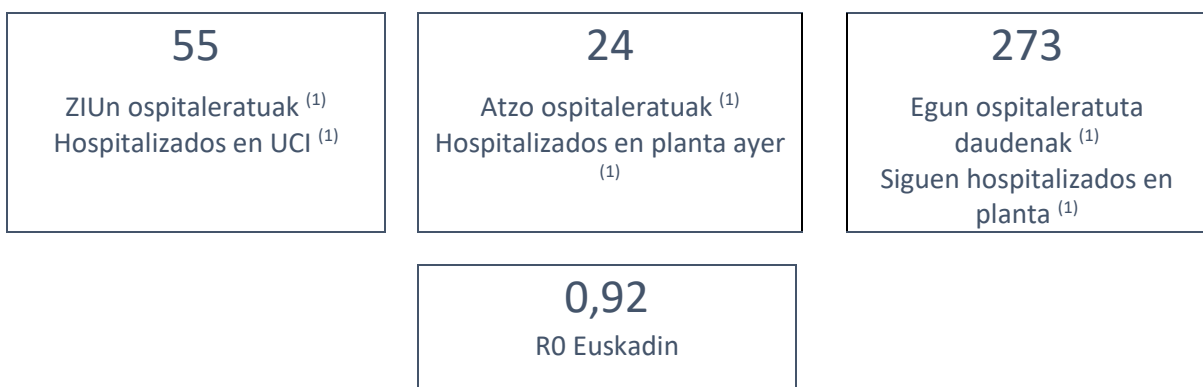 55
ZIUn ospitaleratuak (1)
Hospitalizados en UCI (1)
24
Atzo ospitaleratuak (1)
Hospitalizados en planta ayer
(1)
273
Egun ospitaleratuta
daudenak (1)
Siguen hospitalizados en
planta (1)
0,92
R0 Euskadin